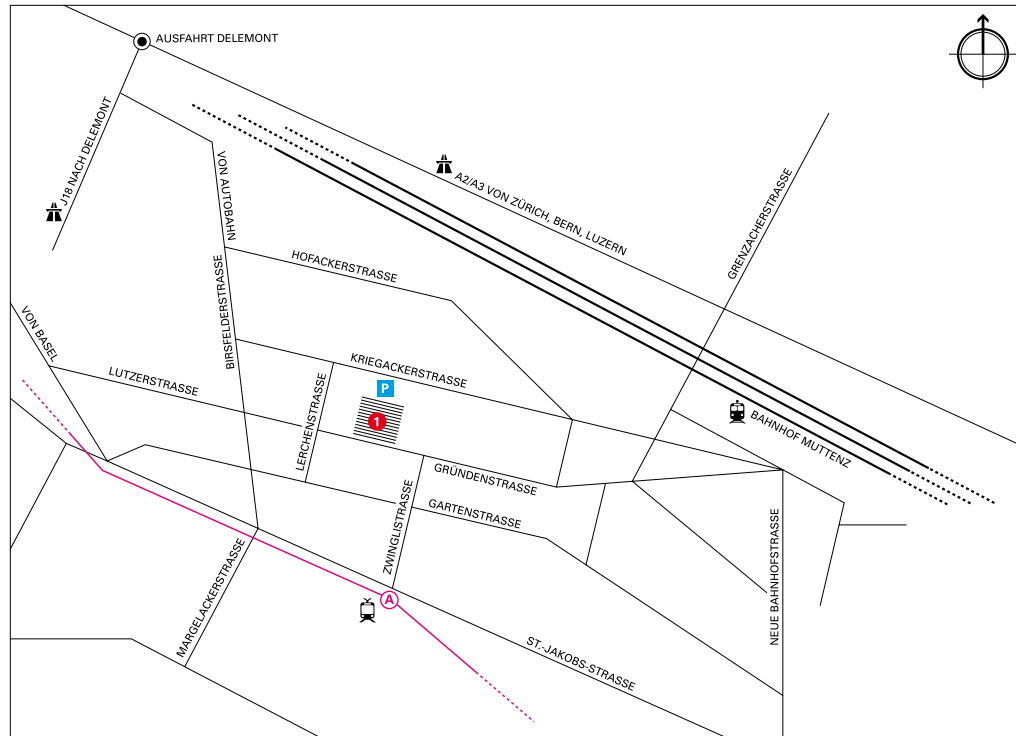 AUSFAHRT DELEMONT
J18 NACH DELEMONT
A2/A3 VON ZÜRICH, BERN, LUZERN
GRENZACHERSTRASSE
VON AUTOBAHN
HOFACKERSTRASSE
BIRSFELDERSTRASSE
VON BASEL
LUTZERSTRASSE
KRIEGACKERSTRASSE
P
1
LERCHENSTRASSE
BAHNHOF MUTTENZ
GRÜNDENSTRASSE
GARTENSTRASSE
ZWINGLISTRASSE
NEUE BAHNHOFSTRASSE
MARGELACKERSTRASSE
A
ST.-JAKOBS-STRASSE